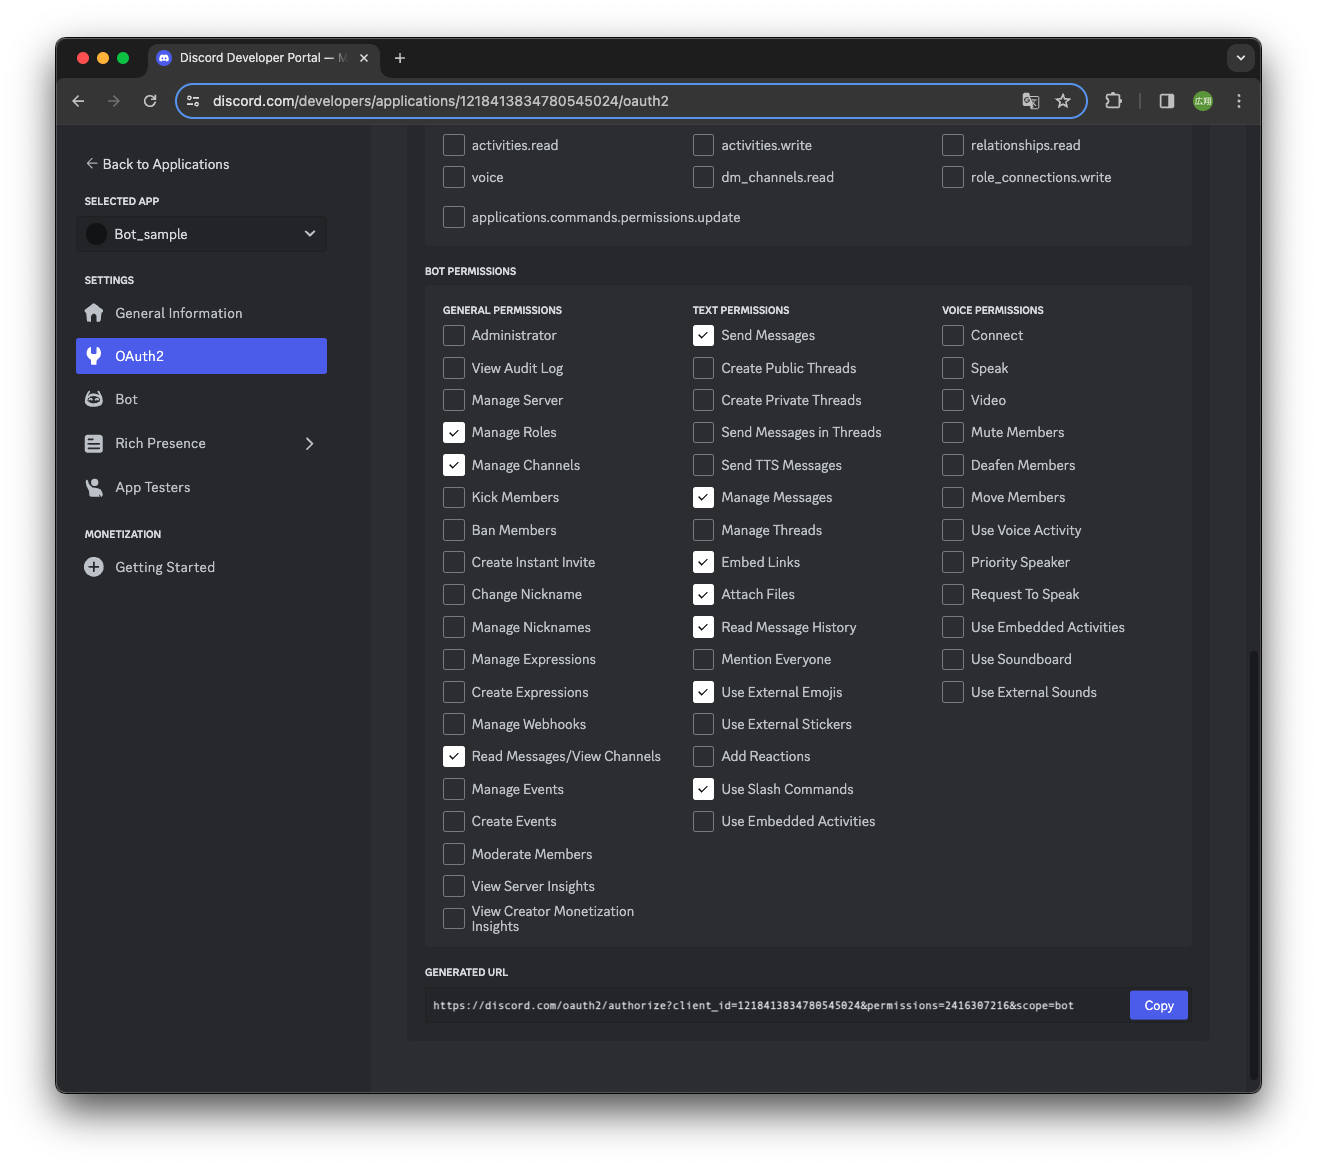 Discord Developer Portal — M
discord.com/developers/applications/1218413834780545024/oauth2
広翔
Back to Applications
SELECTED APP
Bot_sample
SETTINGS
General Information
OAuth2
Bot
Rich Presence
App Testers
MONETIZATION
Getting Started
activities.read
activities.write
relationships.read
voice
dm_channels.read
role_connections.write
applications.commands.permissions.update
BOT PERMISSIONS
GENERAL PERMISSIONS
Administrator
View Audit Log
Manage Server
Manage Roles
Manage Channels
Kick Members
Ban Members
Create Instant Invite
Change Nickname
Manage Nicknames
Manage Expressions
Create Expressions
Manage Webhooks
Read Messages/View Channels
Manage Events
Create Events
Moderate Members
View Server Insights
View Creator Monetization
Insights
TEXT PERMISSIONS
Send Messages
Create Public Threads
Create Private Threads
Send Messages in Threads
Send TTS Messages
Manage Messages
Manage Threads
Embed Links
Attach Files
Read Message History
Mention Everyone
Use External Emojis
Use External Stickers
Add Reactions
Use Slash Commands
Use Embedded Activities
VOICE PERMISSIONS
Connect
Speak
Video
Mute Members
Deafen Members
Move Members
Use Voice Activity
Priority Speaker
Request To Speak
Use Embedded Activities
Use Soundboard
Use External Sounds
GENERATED URL
https://discord.com/oauth2/authorize?client_id=1218413834780545024&permissions=2416307216&scope=bot
Copy